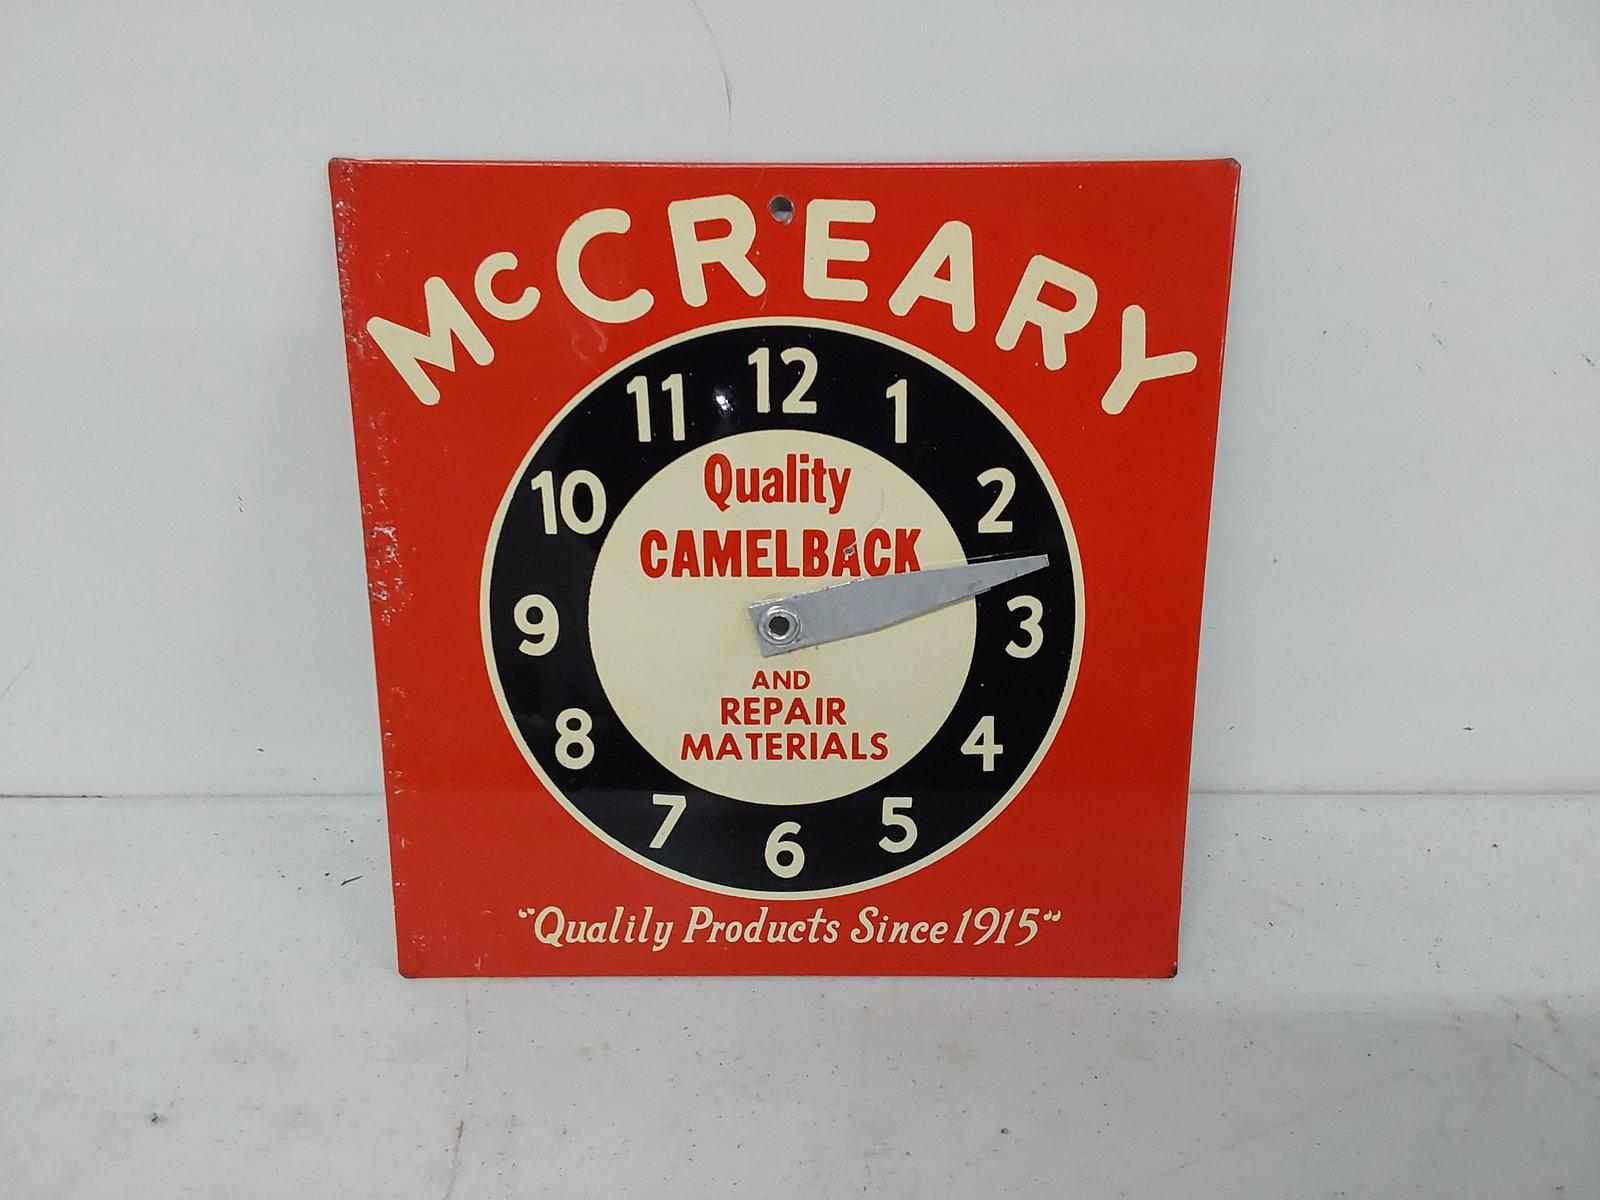 McCREARY
12
11
1
10
2
9
3
8
4
7
5
6
Quality
CAMELBACK
AND
REPAIR
MATERIALS
"Qualily Products Since 1915"